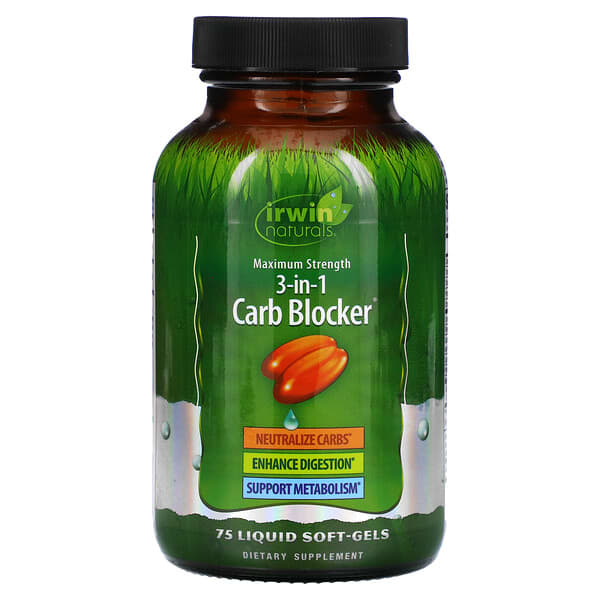 irwin
naturals®
Maximum Strength
3-in-1
Carb Blocker®
NEUTRALIZE CARBS*
ENHANCE DIGESTION*
SUPPORT METABOLISM*
75 LIQUID SOFT-GELS
DIETARY SUPPLEMENT